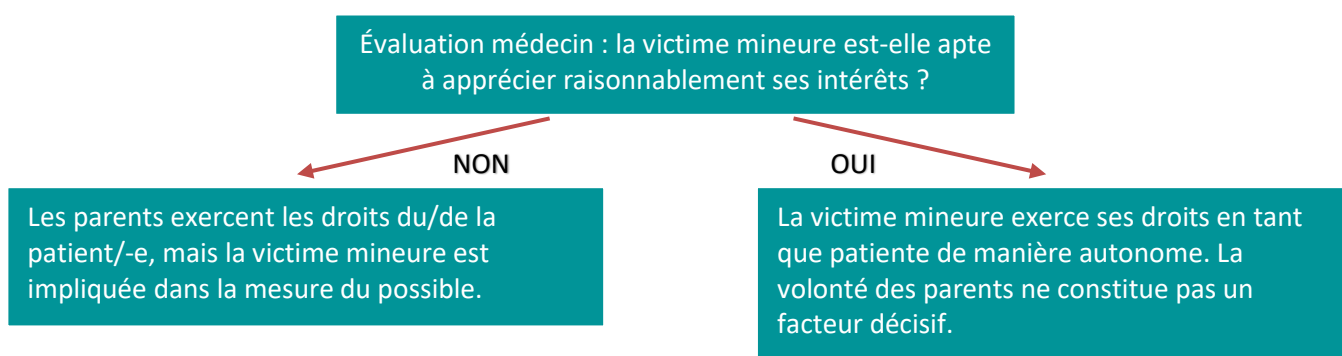 Évaluation médecin : la victime mineure est-elle apte
à apprécier raisonnablement ses intérêts ?
NON
OUI
Les parents exercent les droits du/de la
patient/-e, mais la victime mineure est
impliquée dans la mesure du possible.
La victime mineure exerce ses droits en tant
que patiente de manière autonome. La
volonté des parents ne constitue pas un
facteur décisif.